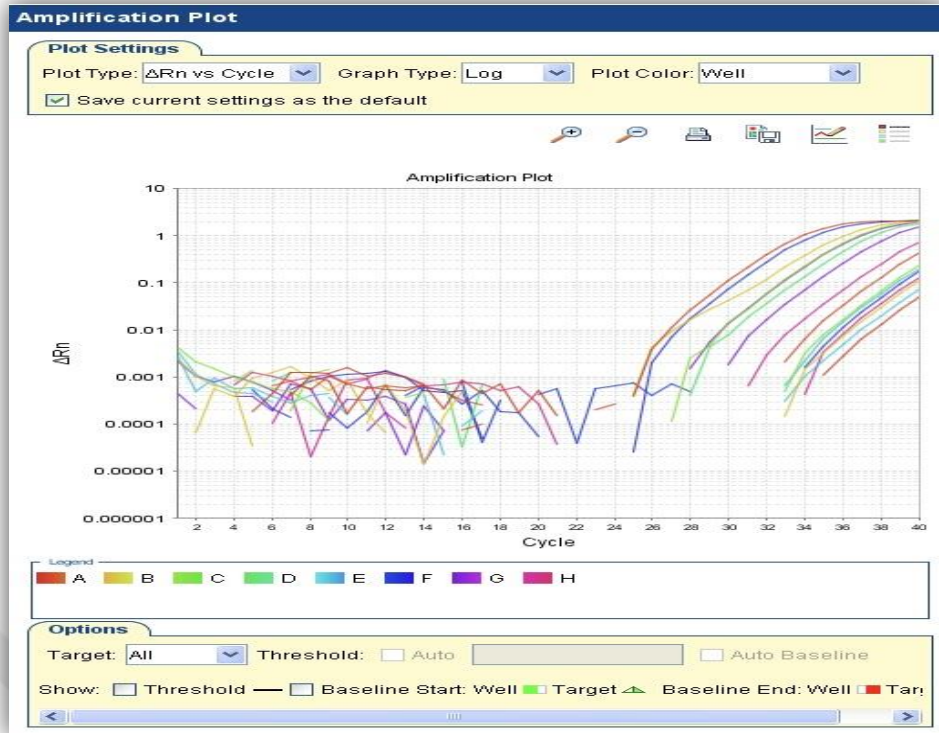 Amplification Plot
Plot Settings
Plot Type: ΔRn vs Cycle Graph Type: Log Plot Color: Well
Save current settings as the default
Amplification Plot
10
1
0.1
0.01
0.001
0.0001
0.00001
0.000001
ΔRn
2 4 6 8 10 12 14 16 18 20 22 24 26 28 30 32 34 36 38 40
Cycle
Legend
A B C D E F G H
Options
Target: All Threshold: Auto Auto Baseline
Show: Threshold Baseline Start: Well Target Baseline End: Well Tar